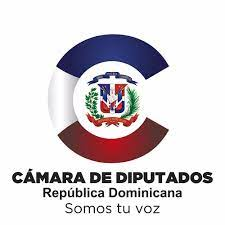 CÁMARA DE DIPUTADOS
República Dominicana
Somos tu voz